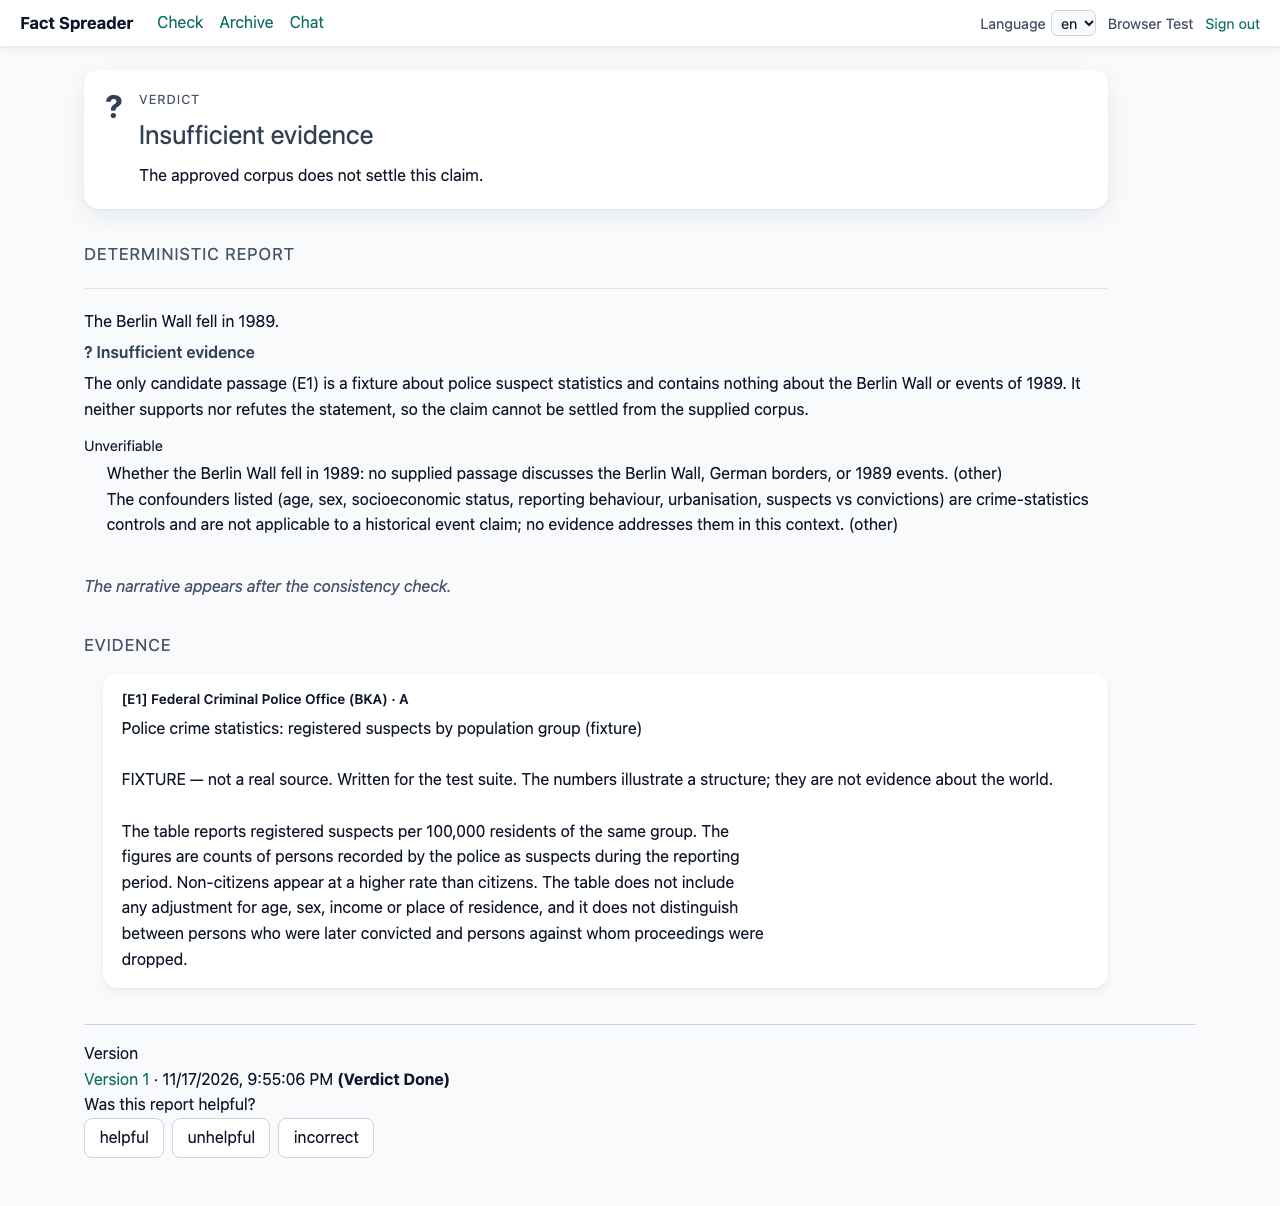 Fact Spreader Check Archive Chat Language en Browser Test Sign out
?
VERDICT
Insufficient evidence
The approved corpus does not settle this claim.
DETERMINISTIC REPORT
The Berlin Wall fell in 1989.
? Insufficient evidence
The only candidate passage (E1) is a fixture about police suspect statistics and contains nothing about the Berlin Wall or events of 1989. It
neither supports nor refutes the statement, so the claim cannot be settled from the supplied corpus.
Unverifiable
Whether the Berlin Wall fell in 1989: no supplied passage discusses the Berlin Wall, German borders, or 1989 events. (other)
The confounders listed (age, sex, socioeconomic status, reporting behaviour, urbanisation, suspects vs convictions) are crime-statistics
controls and are not applicable to a historical event claim; no evidence addresses them in this context. (other)
The narrative appears after the consistency check.
EVIDENCE
[E1] Federal Criminal Police Office (BKA) · A
Police crime statistics: registered suspects by population group (fixture)
FIXTURE — not a real source. Written for the test suite. The numbers illustrate a structure; they are not evidence about the world.
The table reports registered suspects per 100,000 residents of the same group. The
figures are counts of persons recorded by the police as suspects during the reporting
period. Non-citizens appear at a higher rate than citizens. The table does not include
any adjustment for age, sex, income or place of residence, and it does not distinguish
between persons who were later convicted and persons against whom proceedings were
dropped.
Version
Version 1 · 11/17/2026, 9:55:06 PM (Verdict Done)
Was this report helpful?
helpful unhelpful incorrect